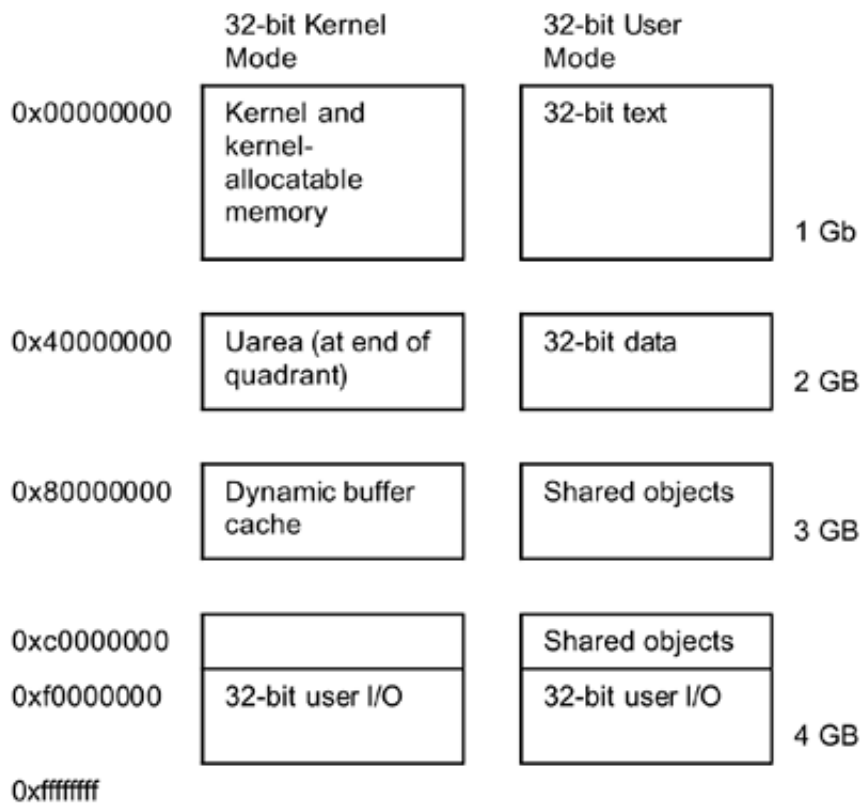 32-bit Kernel
Mode
32-bit User
Mode
0x00000000
Kernel and
kernel-
allocatable
memory
32-bit text
1 Gb
0x40000000
Uarea (at end of
quadrant)
32-bit data
2 GB
0x80000000
Dynamic buffer
cache
Shared objects
3 GB
0xc0000000
Shared objects
0xf0000000
32-bit user I/O
32-bit user I/O
4 GB
0xffffffff